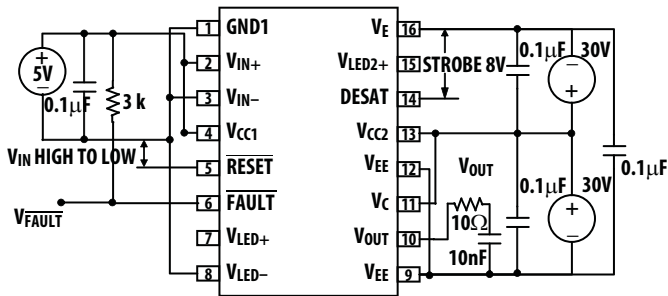 1 GND1
2 VIN+
3 VIN–
4 VCC1
5 RESET
6 FAULT
7 VLED+
8 VLED–
VE 16
VLED2+ 15
DESAT 14
VCC2 13
VEE 12
VC 11
VOUT 10
VEE 9
5V
+
–
0.1μF
3 k
VIN HIGH TO LOW
VFAULT
STROBE 8V
0.1μF
30V
–
+
VOUT
10Ω
10nF
0.1μF
30V
+
–
0.1μF